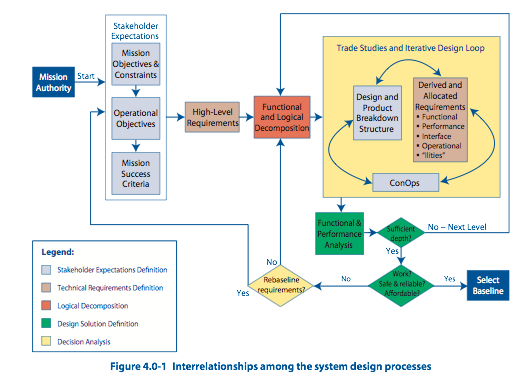 Stakeholder
Expectations
Mission
Objectives &
Constraints
Mission
Authority
Start
Operational
Objectives
Mission
Success
Criteria
High-Level
Requirements
Functional
and Logical
Decomposition
Trade Studies and Iterative Design Loop
Design and
Product
Breakdown
Structure
Derived and
Allocated
Requirements
• Functional
• Performance
• Interface
• Operational
• "Ilities"
ConOps
Functional &
Performance
Analysis
Sufficient
depth?
No – Next Level
Yes
Work?
Safe & reliable?
Affordable?
Yes
Select
Baseline
No
Rebaseline
requirements?
No
Yes
Legend:
Stakeholder Expectations Definition
Technical Requirements Definition
Logical Decomposition
Design Solution Definition
Decision Analysis
Figure 4.0-1 Interrelationships among the system design processes